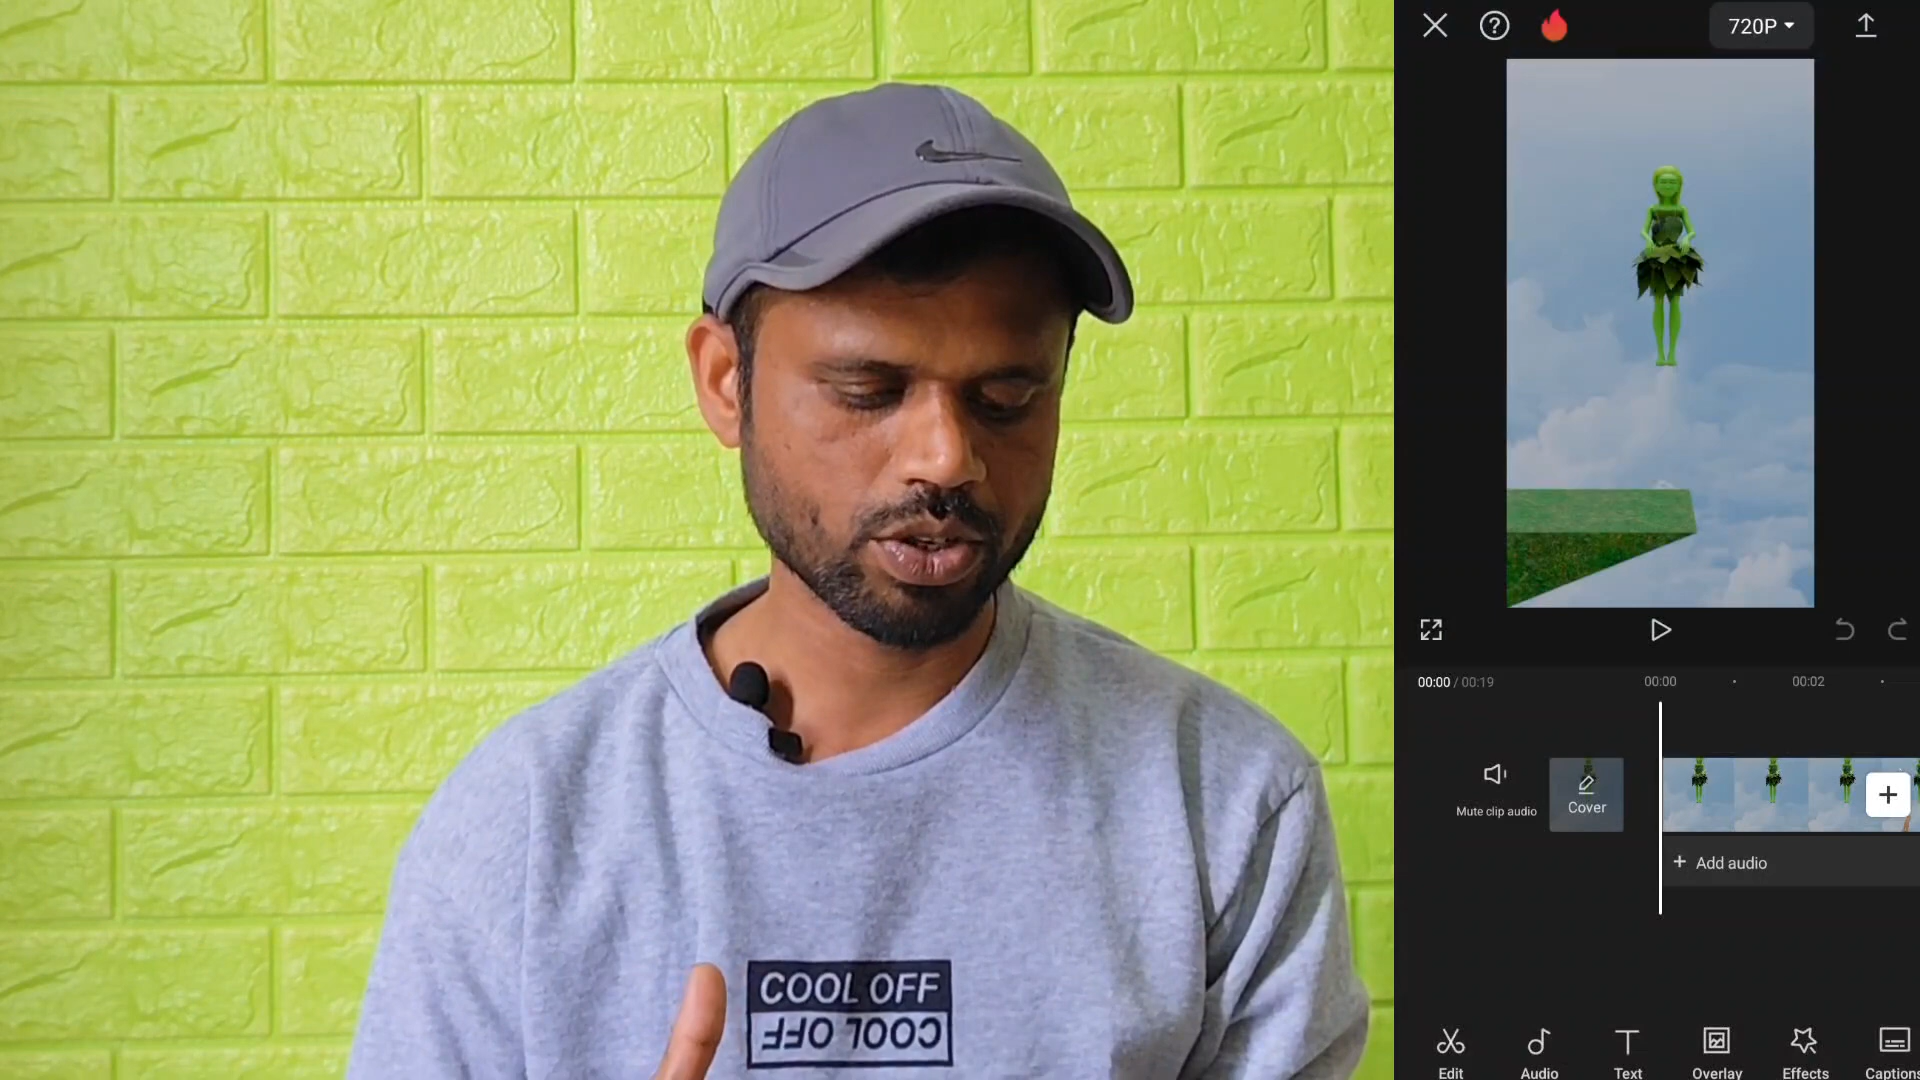 720P
00:00 / 00:19
00:00
00:02
Mute clip audio
Cover
+ Add audio
COOL OFF
COOL OFF
Edit
Audio
Text
Overlay
Effects
Captions